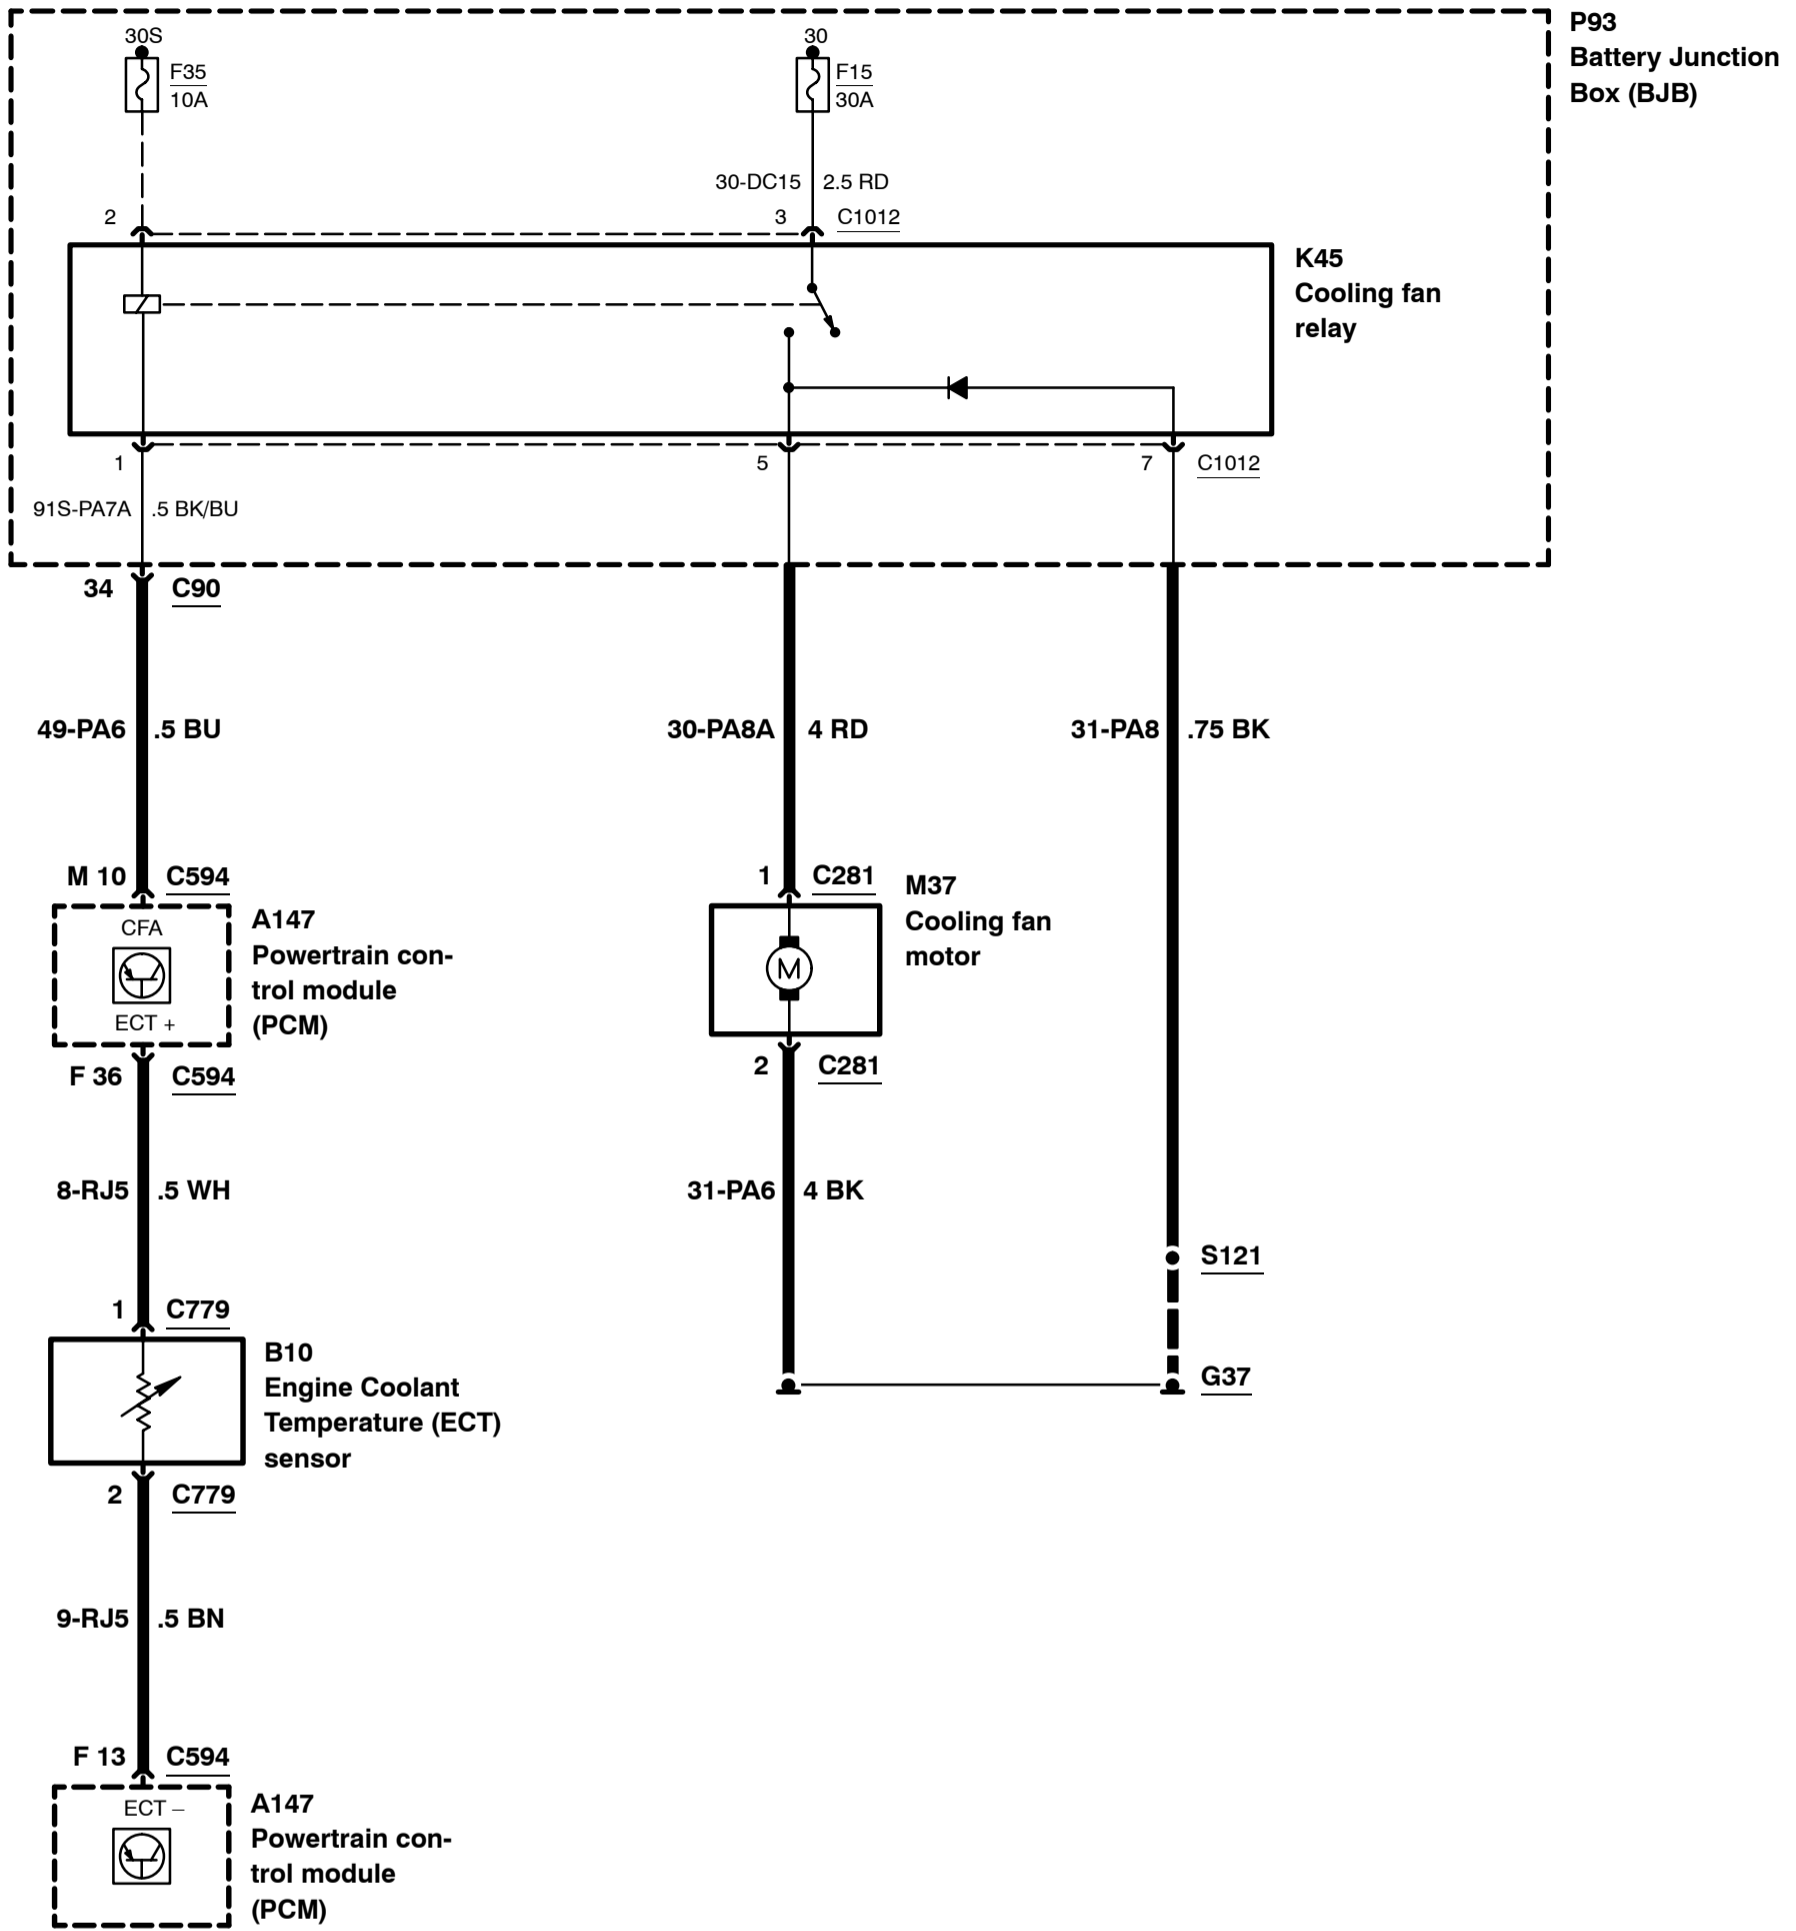 P93
Battery Junction
Box (BJB)
30S
30
F35
10A
F15
30A
30-DC15 2.5 RD
2
3 C1012
K45
Cooling fan
relay
1
5
7 C1012
91S-PA7A .5 BK/BU
34 C90
49-PA6 .5 BU
30-PA8A 4 RD
31-PA8 .75 BK
M 10 C594
CFA
ECT +
A147
Powertrain con-
trol module
(PCM)
1 C281
M
M37
Cooling fan
motor
2 C281
F 36 C594
8-RJ5 .5 WH
31-PA6 4 BK
S121
G37
1 C779
B10
Engine Coolant
Temperature (ECT)
sensor
2 C779
9-RJ5 .5 BN
F 13 C594
ECT –
A147
Powertrain con-
trol module
(PCM)